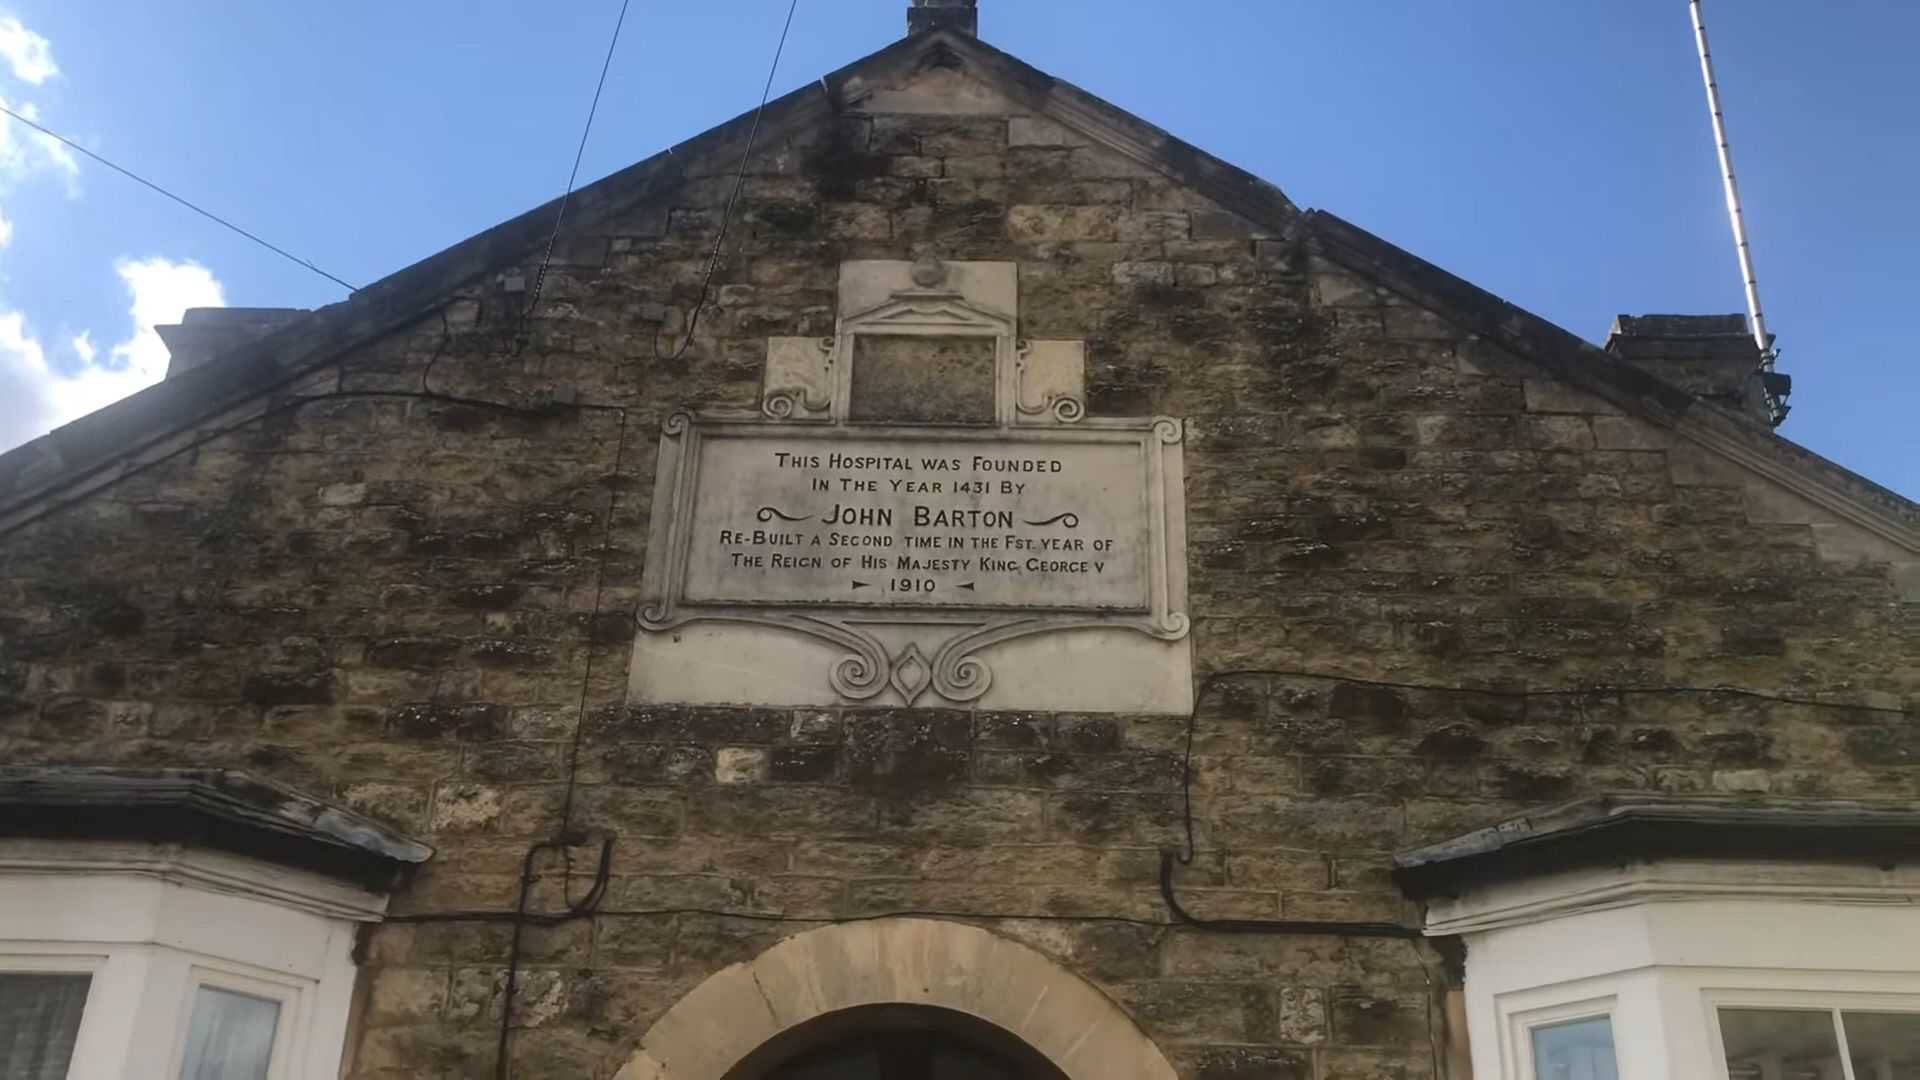 THIS HOSPITAL WAS FOUNDED
IN THE YEAR 1431 BY
JOHN BARTON
RE-BUILT A SECOND TIME IN THE FST. YEAR OF
THE REIGN OF HIS MAJESTY KING GEORGE V
1910